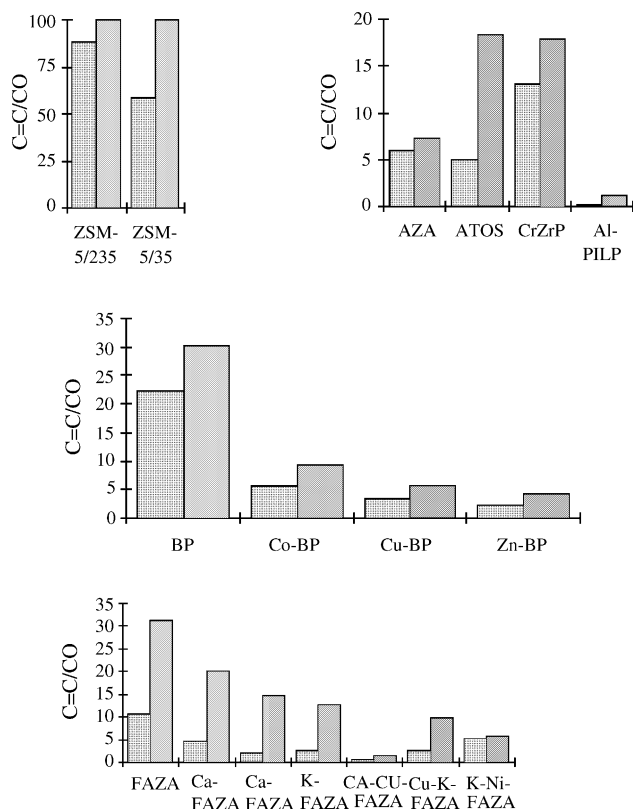 100
75
50
25
0
C=C/CO
ZSM-
5/235
ZSM-
5/35
20
15
10
5
0
C=C/CO
AZA
ATOS
CrZrP
Al-
PILP
35
30
25
20
15
10
5
0
C=C/CO
BP
Co-BP
Cu-BP
Zn-BP
35
30
25
20
15
10
5
0
C=C/CO
FAZA
Ca-
FAZA
Ca-
FAZA
K-
FAZA
CA-CU-
FAZA
Cu-K-
FAZA
K-Ni-
FAZA